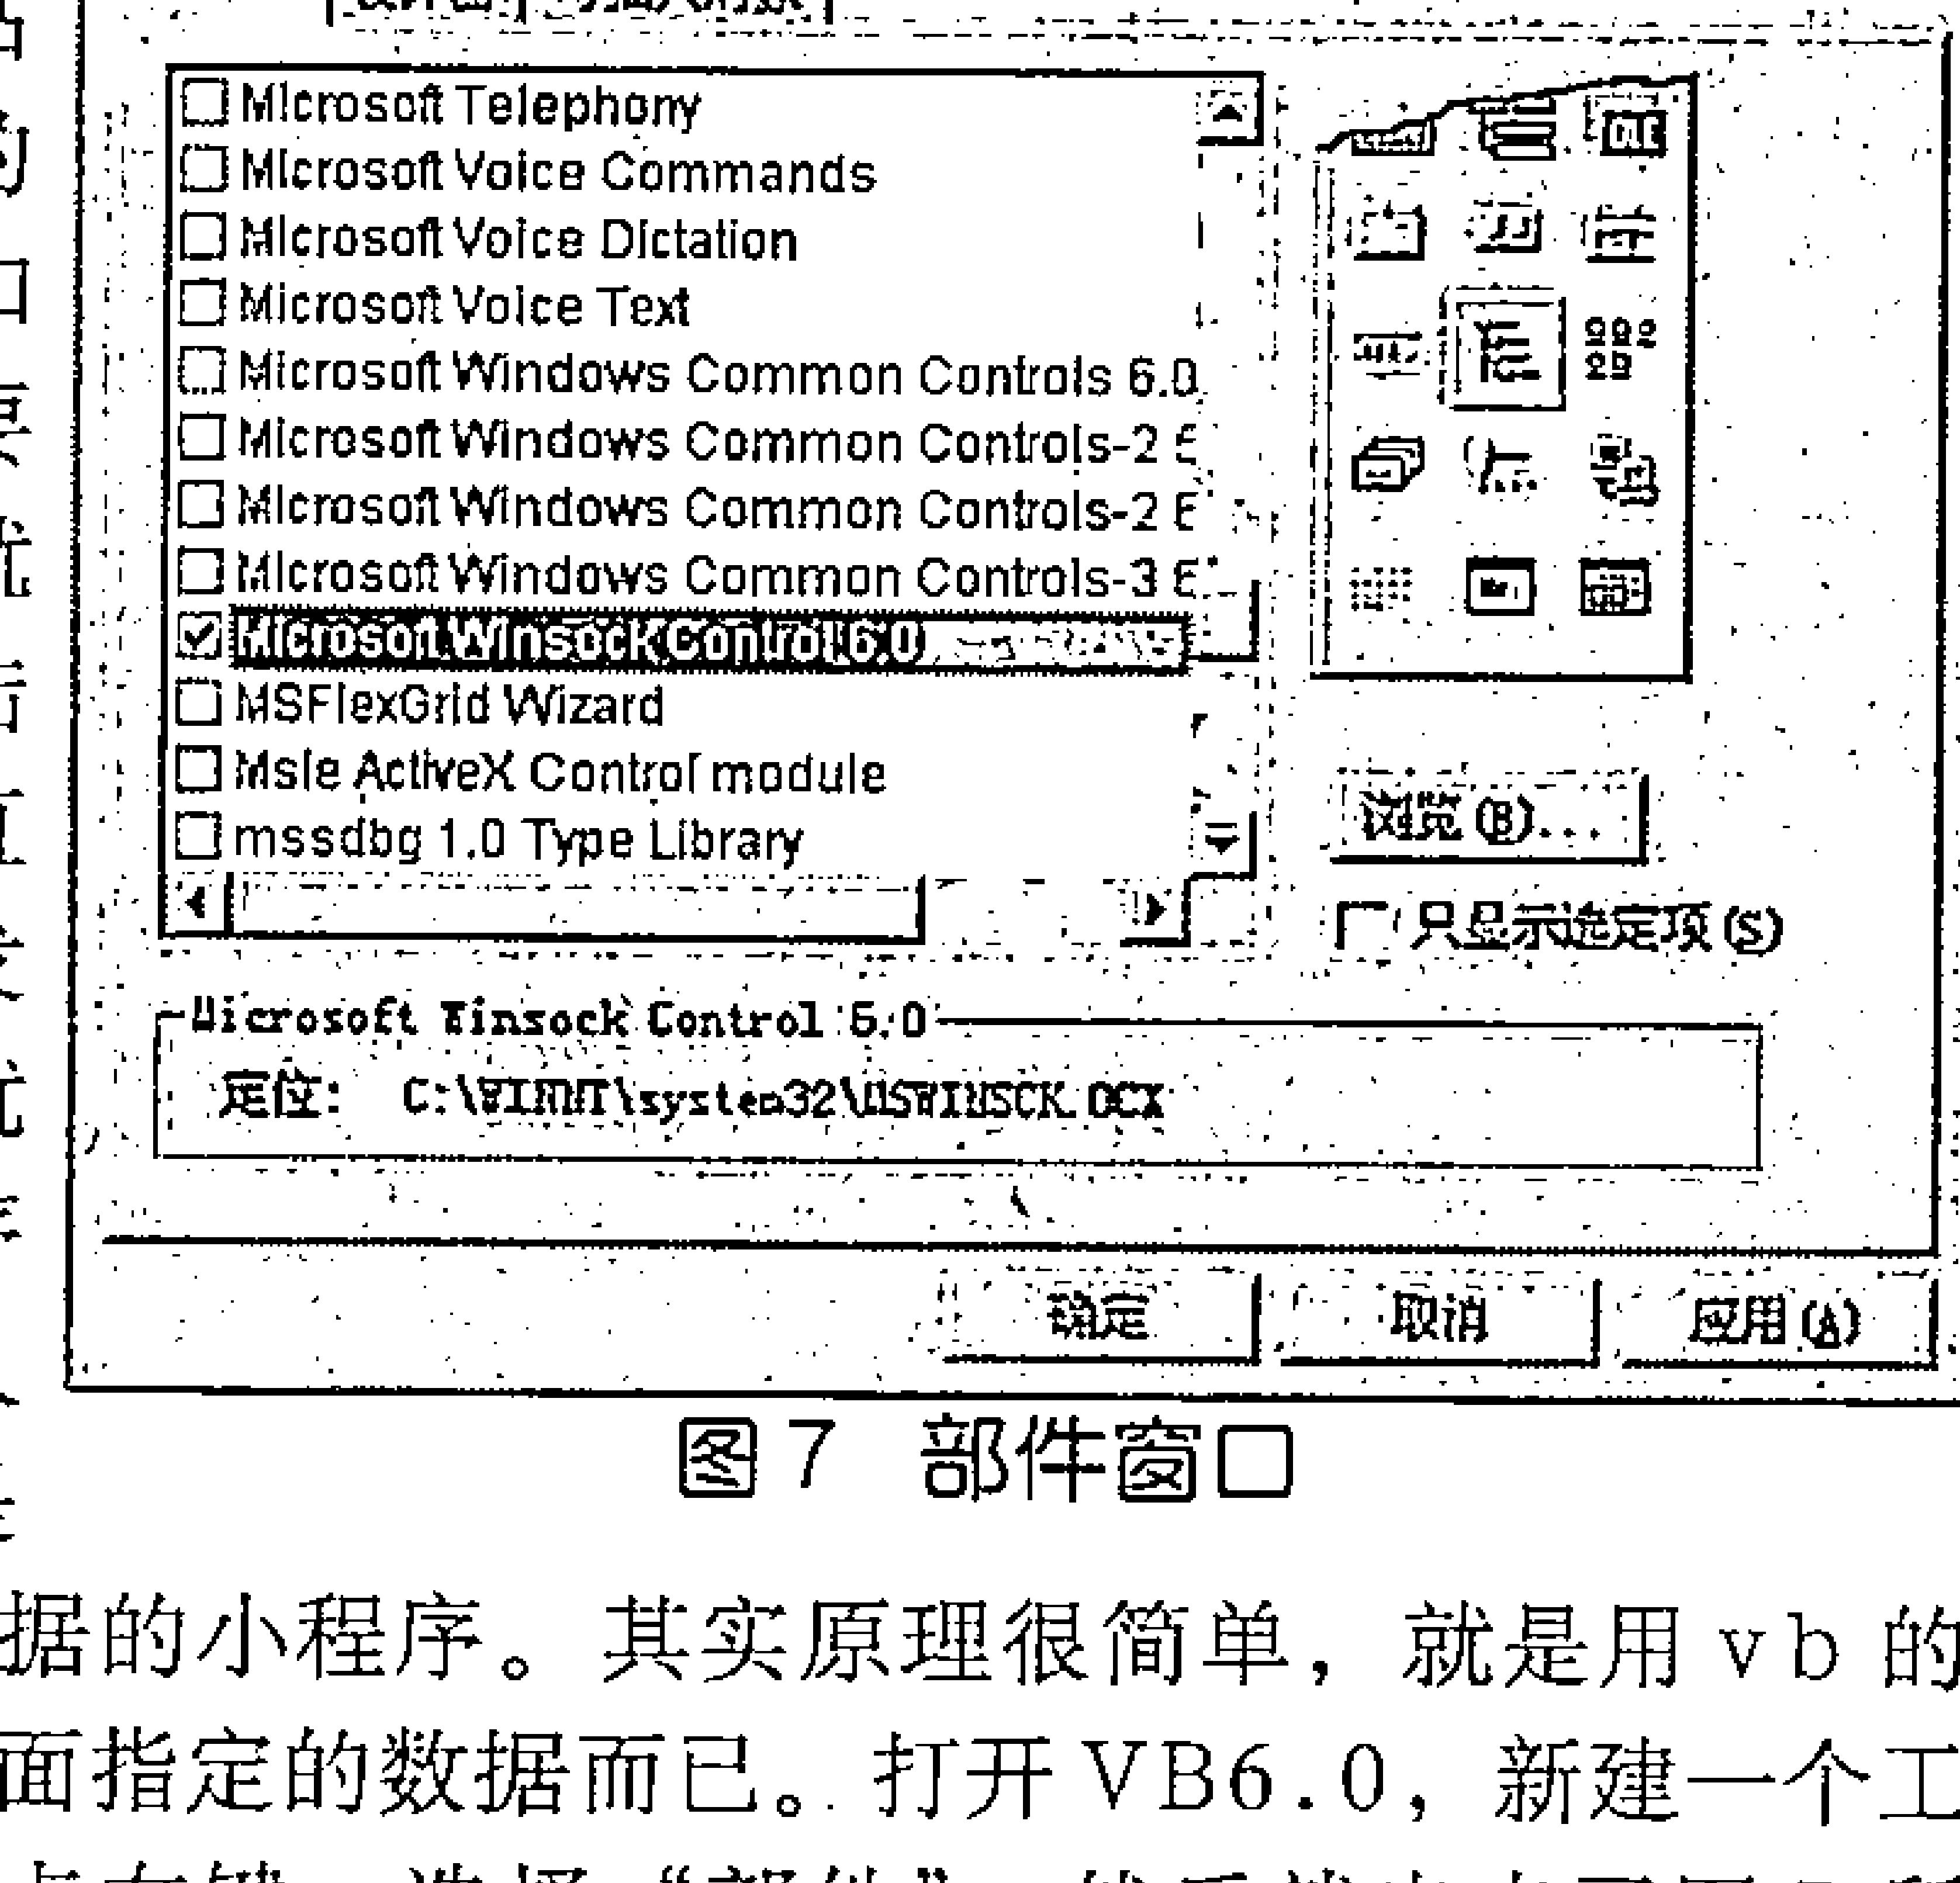 Microsoft Telephony
Microsoft Voice Commands
Microsoft Voice Dictation
Microsoft Voice Text
Microsoft Windows Common Controls 6.0
Microsoft Windows Common Controls-2
Microsoft Windows Common Controls-2
Microsoft Windows Common Controls-3
Microsoft Winsock Control 6.0
MSFlexGrid Wizard
Msie ActiveX Control module
mssdbg 1.0 Type Library
浏览(B)...
只显示选定项(S)
Microsoft Winsock Control 6.0
定位: C:\WINNT\system32\MSWINSCK.OCX
确定 取消 应用(A)
图7 部件窗口
据的小程序。其实原理很简单，就是用vb的
面指定的数据而已。打开VB6.0，新建一个工